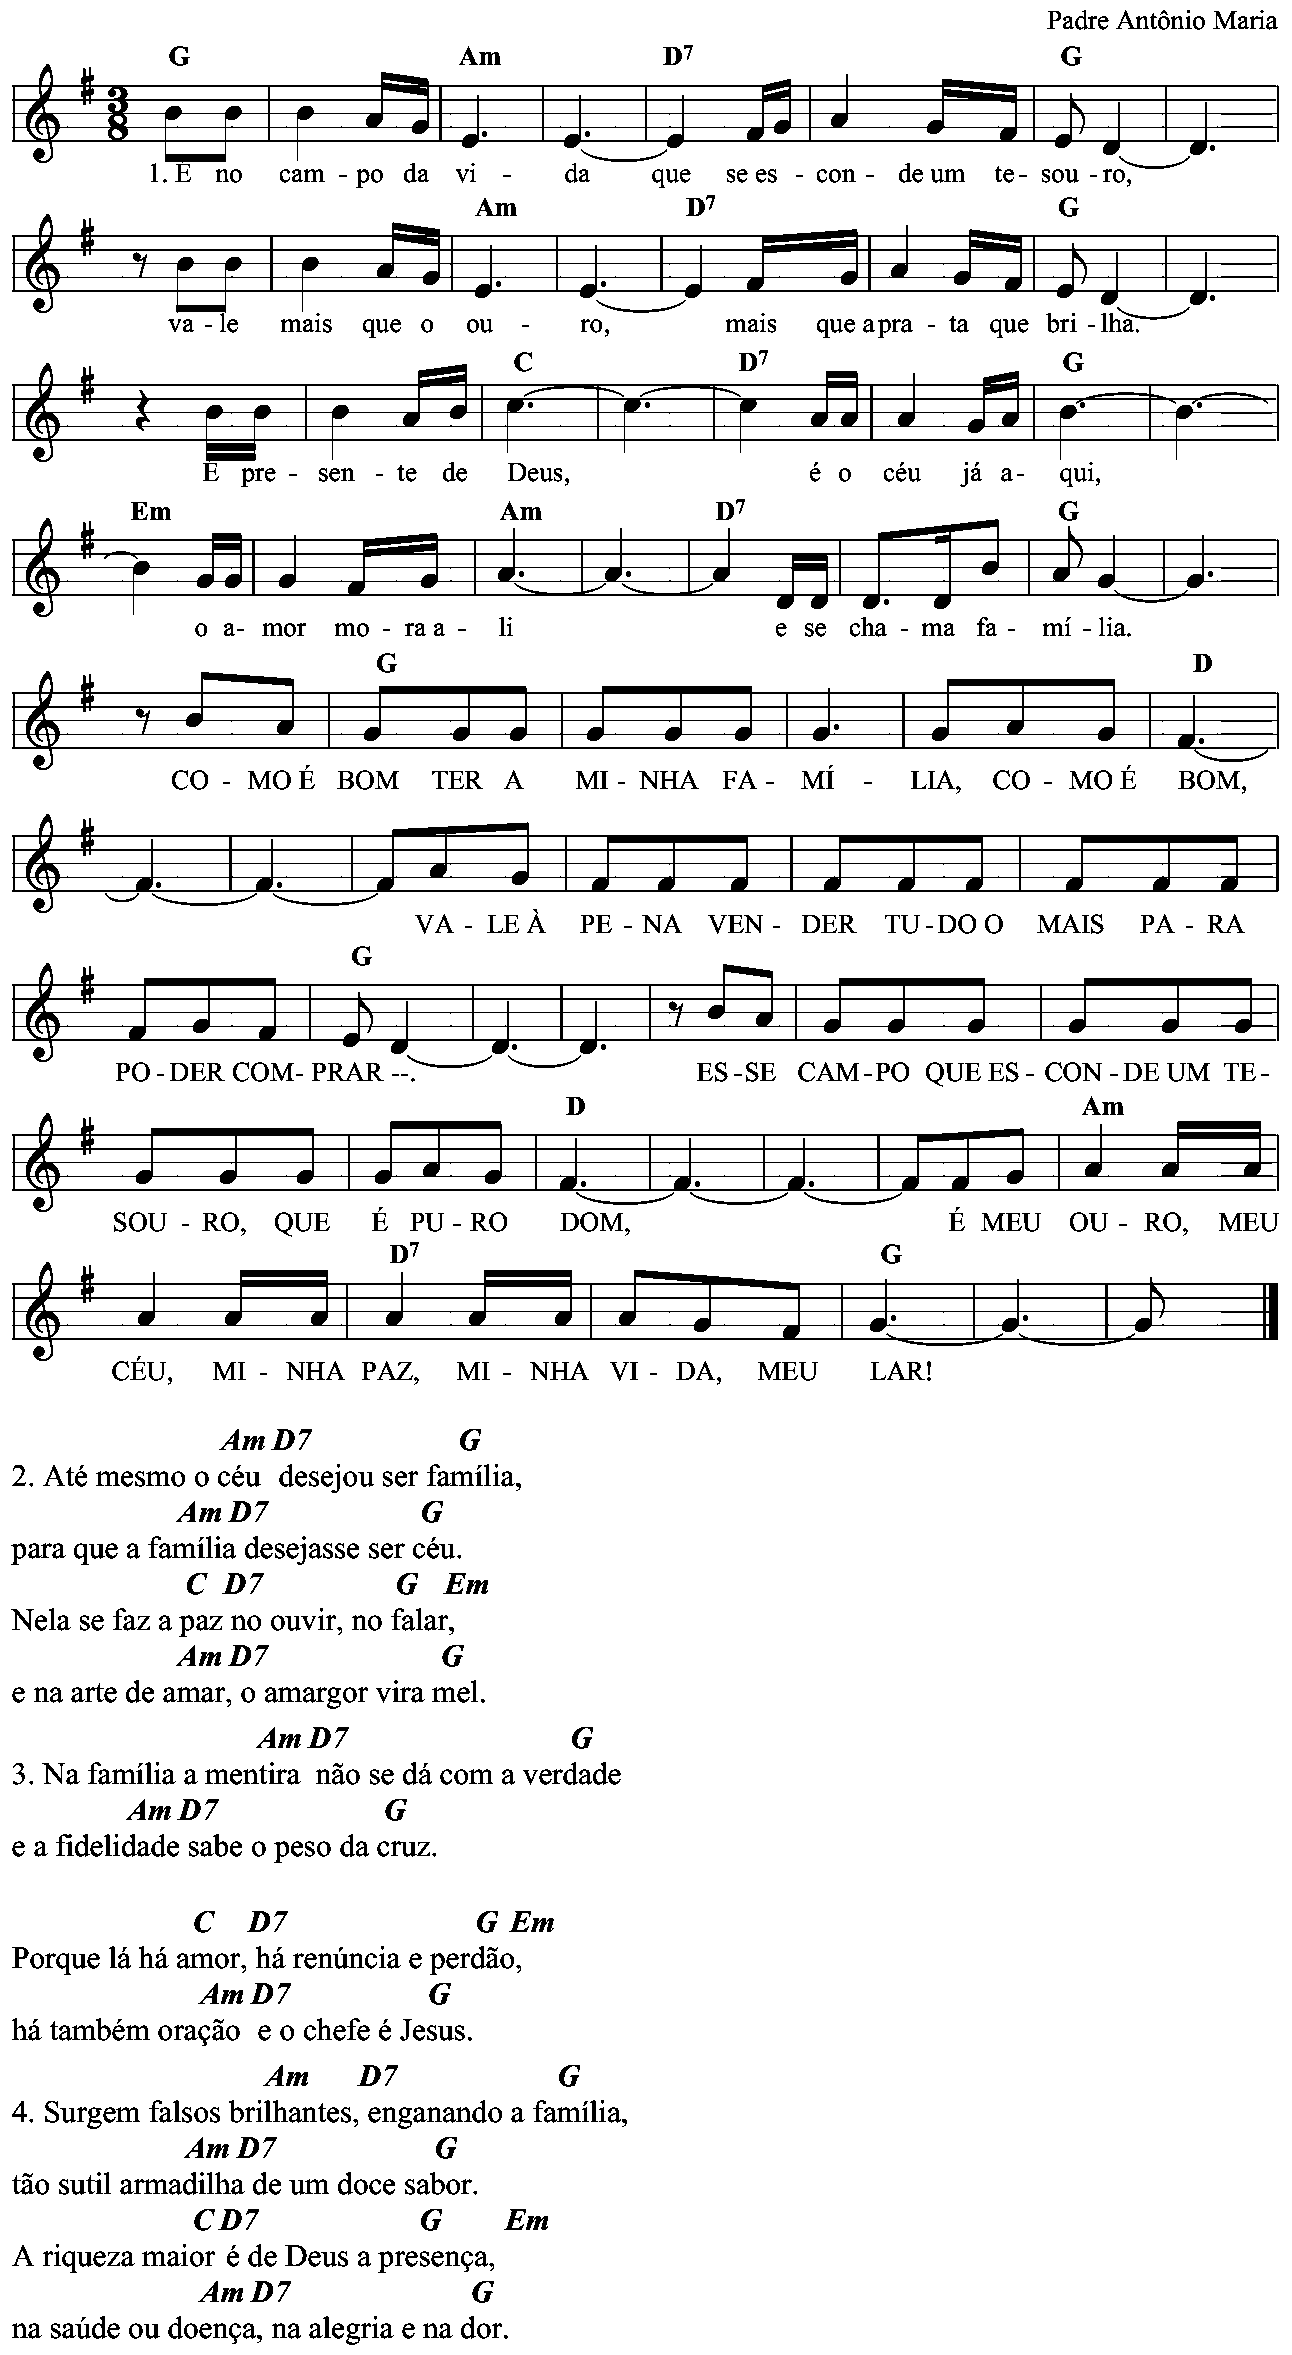 Padre Antônio Maria
G Am D7 G
1. É no cam - po da vi - da que se es - con - de um te - sou - ro,
Am D7 G
va - le mais que o ou - ro, mais que a pra - ta que bri - lha.
C D7 G
É pre - sen - te de Deus, é o céu já a - qui,
Em Am D7 G
o a - mor mo - ra a - li e se cha - ma fa - mí - lia.
G D
CO - MO É BOM TER A MI - NHA FA - MÍ - LIA, CO - MO É BOM,
VA - LE À PE - NA VEN - DER TU - DO O MAIS PA - RA
G
PO - DER COM - PRAR --.  ES - SE CAM - PO QUE ES - CON - DE UM TE -
D Am
SOU - RO, QUE É PU - RO DOM, É MEU OU - RO, MEU
D7 G
CÉU, MI - NHA PAZ, MI - NHA VI - DA, MEU LAR!
Am D7 G
2. Até mesmo o céu desejou ser família,
Am D7 G
para que a família desejasse ser céu.
C D7 G Em
Nela se faz a paz no ouvir, no falar,
Am D7 G
e na arte de amar, o amargor vira mel.
Am D7 G
3. Na família a mentira não se dá com a verdade
Am D7 G
e a fidelidade sabe o peso da cruz.
C D7 G Em
Porque lá há amor, há renúncia e perdão,
Am D7 G
há também oração e o chefe é Jesus.
Am D7 G
4. Surgem falsos brilhantes, enganando a família,
Am D7 G
tão sutil armadilha de um doce sabor.
C D7 G Em
A riqueza maior é de Deus a presença,
Am D7 G
na saúde ou doença, na alegria e na dor.